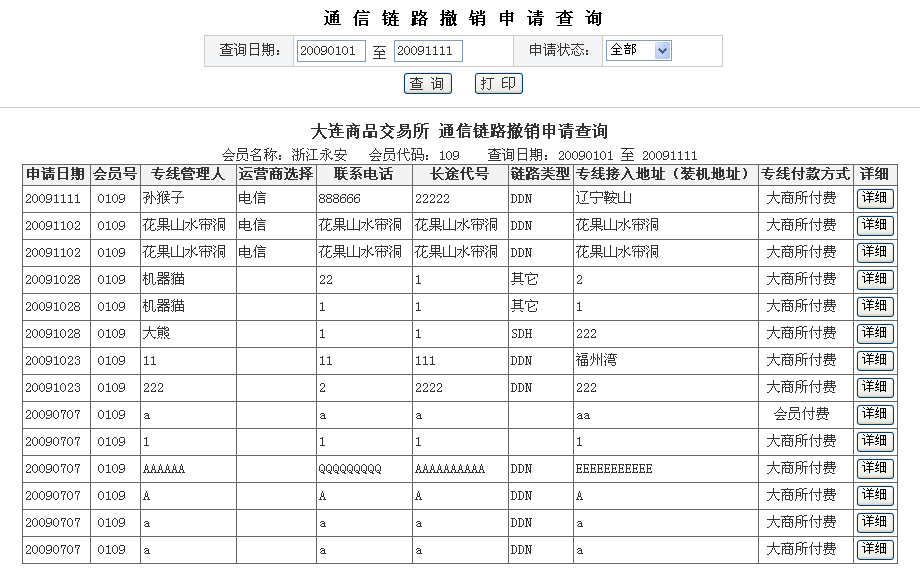 通 信 链 路 撤 销 申 请 查 询
查询日期： 20090101 至 20091111 申请状态： 全部
查 询 打 印
大连商品交易所 通信链路撤销申请查询
会员名称：浙江永安 会员代码：109 查询日期：20090101 至 20091111
申请日期 会员号 专线管理人 运营商选择 联系电话 长途代号 链路类型 专线接入地址（装机地址） 专线付款方式 详细
20091111 0109 孙猴子 电信 888666 22222 DDN 辽宁鞍山 大商所付费 详细
20091102 0109 花果山水帘洞 电信 花果山水帘洞 花果山水帘洞 DDN 花果山水帘洞 大商所付费 详细
20091102 0109 花果山水帘洞 电信 花果山水帘洞 花果山水帘洞 DDN 花果山水帘洞 大商所付费 详细
20091028 0109 机器猫 22 1 其它 2 大商所付费 详细
20091028 0109 机器猫 1 1 其它 1 大商所付费 详细
20091028 0109 大熊 1 1 SDH 222 大商所付费 详细
20091023 0109 11 11 111 DDN 福州湾 大商所付费 详细
20091023 0109 222 2 2222 DDN 222 大商所付费 详细
20090707 0109 a a a aa 会员付费 详细
20090707 0109 1 1 1 1 大商所付费 详细
20090707 0109 AAAAAA QQQQQQQQQ AAAAAAAAAA DDN EEEEEEEEEEE 大商所付费 详细
20090707 0109 A A A DDN A 大商所付费 详细
20090707 0109 a a a DDN a 大商所付费 详细
20090707 0109 a a a DDN a 大商所付费 详细